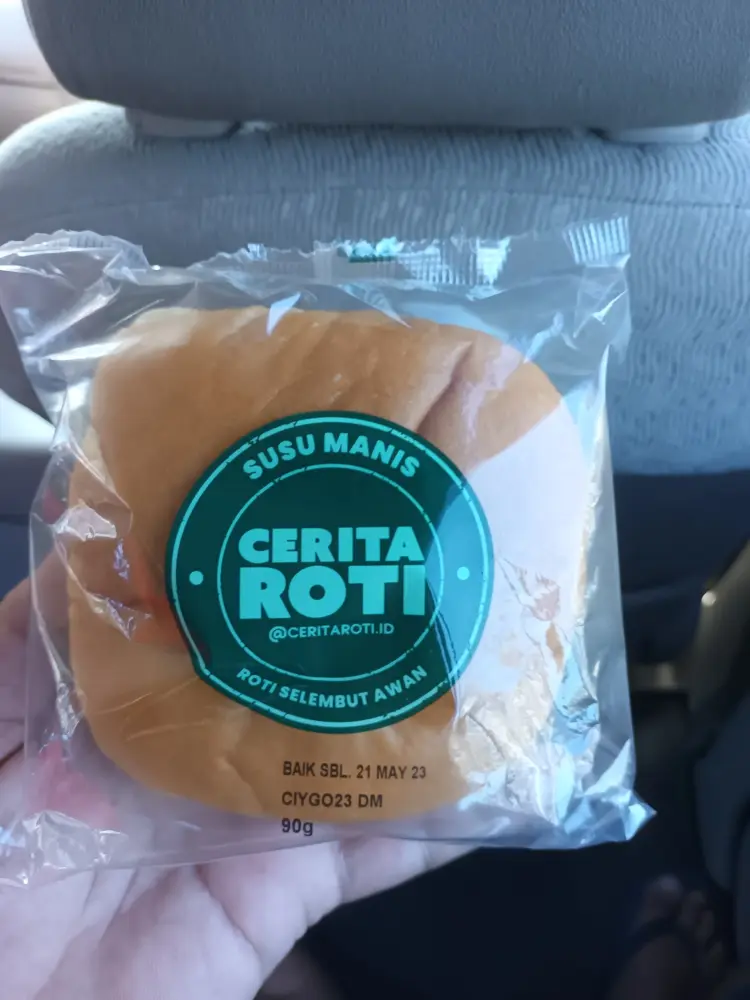 SUSU MANIS
CERITA
ROTI
@CERITAROTI.ID
ROTI SELEMBUT AWAN
BAIK SBL. 21 MAY 23
CIYGO23 DM
90g